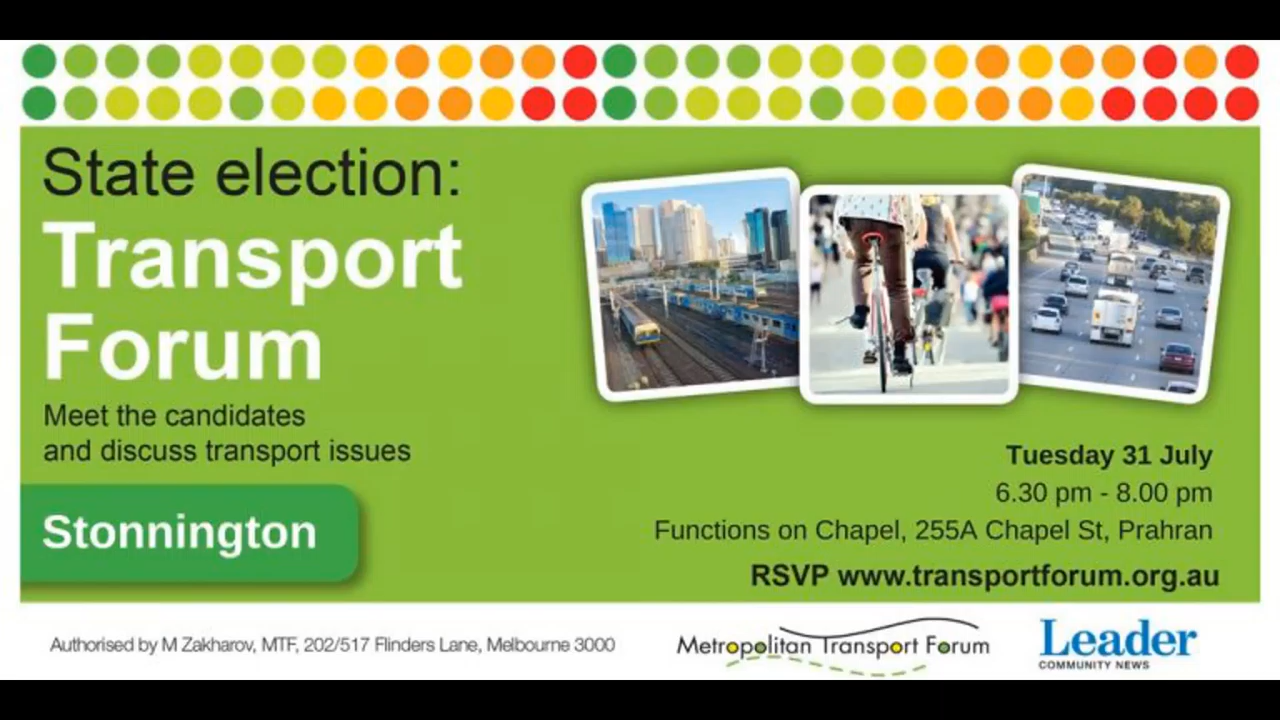 State election:
Transport
Forum
Meet the candidates
and discuss transport issues
Stonnington
Tuesday 31 July
6.30 pm - 8.00 pm
Functions on Chapel, 255A Chapel St, Prahran
RSVP www.transportforum.org.au
Authorised by M Zakharov, MTF, 202/517 Flinders Lane, Melbourne 3000
Metropolitan Transport Forum
Leader
COMMUNITY NEWS